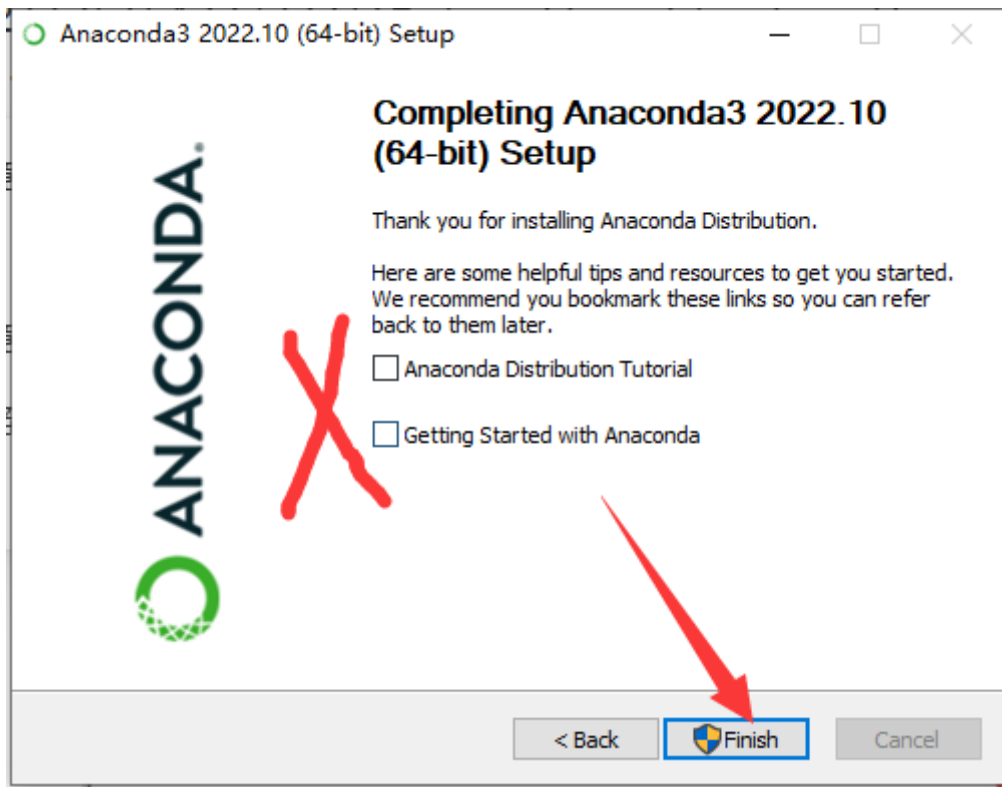 Anaconda3 2022.10 (64-bit) Setup
Completing Anaconda3 2022.10
(64-bit) Setup
Thank you for installing Anaconda Distribution.
Here are some helpful tips and resources to get you started.
We recommend you bookmark these links so you can refer
back to them later.
Anaconda Distribution Tutorial
Getting Started with Anaconda
ANACONDA.
< Back
Finish
Cancel